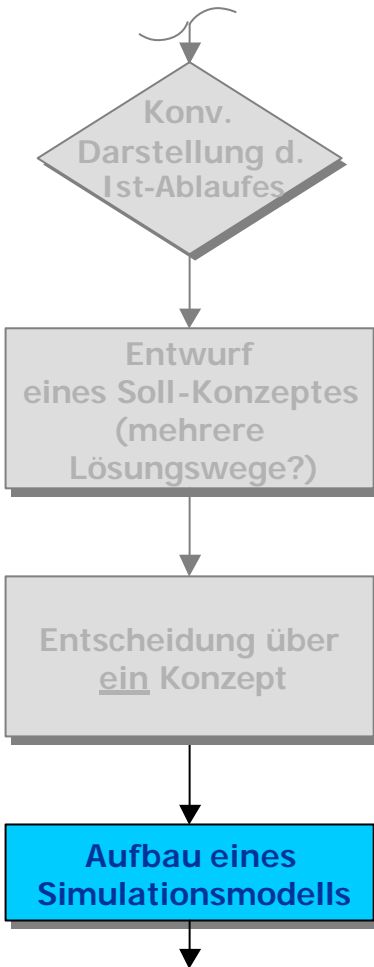 Konv.
Darstellung d.
Ist-Ablaufes
Entwurf
eines Soll-Konzeptes
(mehrere
Lösungswege?)
Entscheidung über
ein Konzept
Aufbau eines
Simulationsmodells